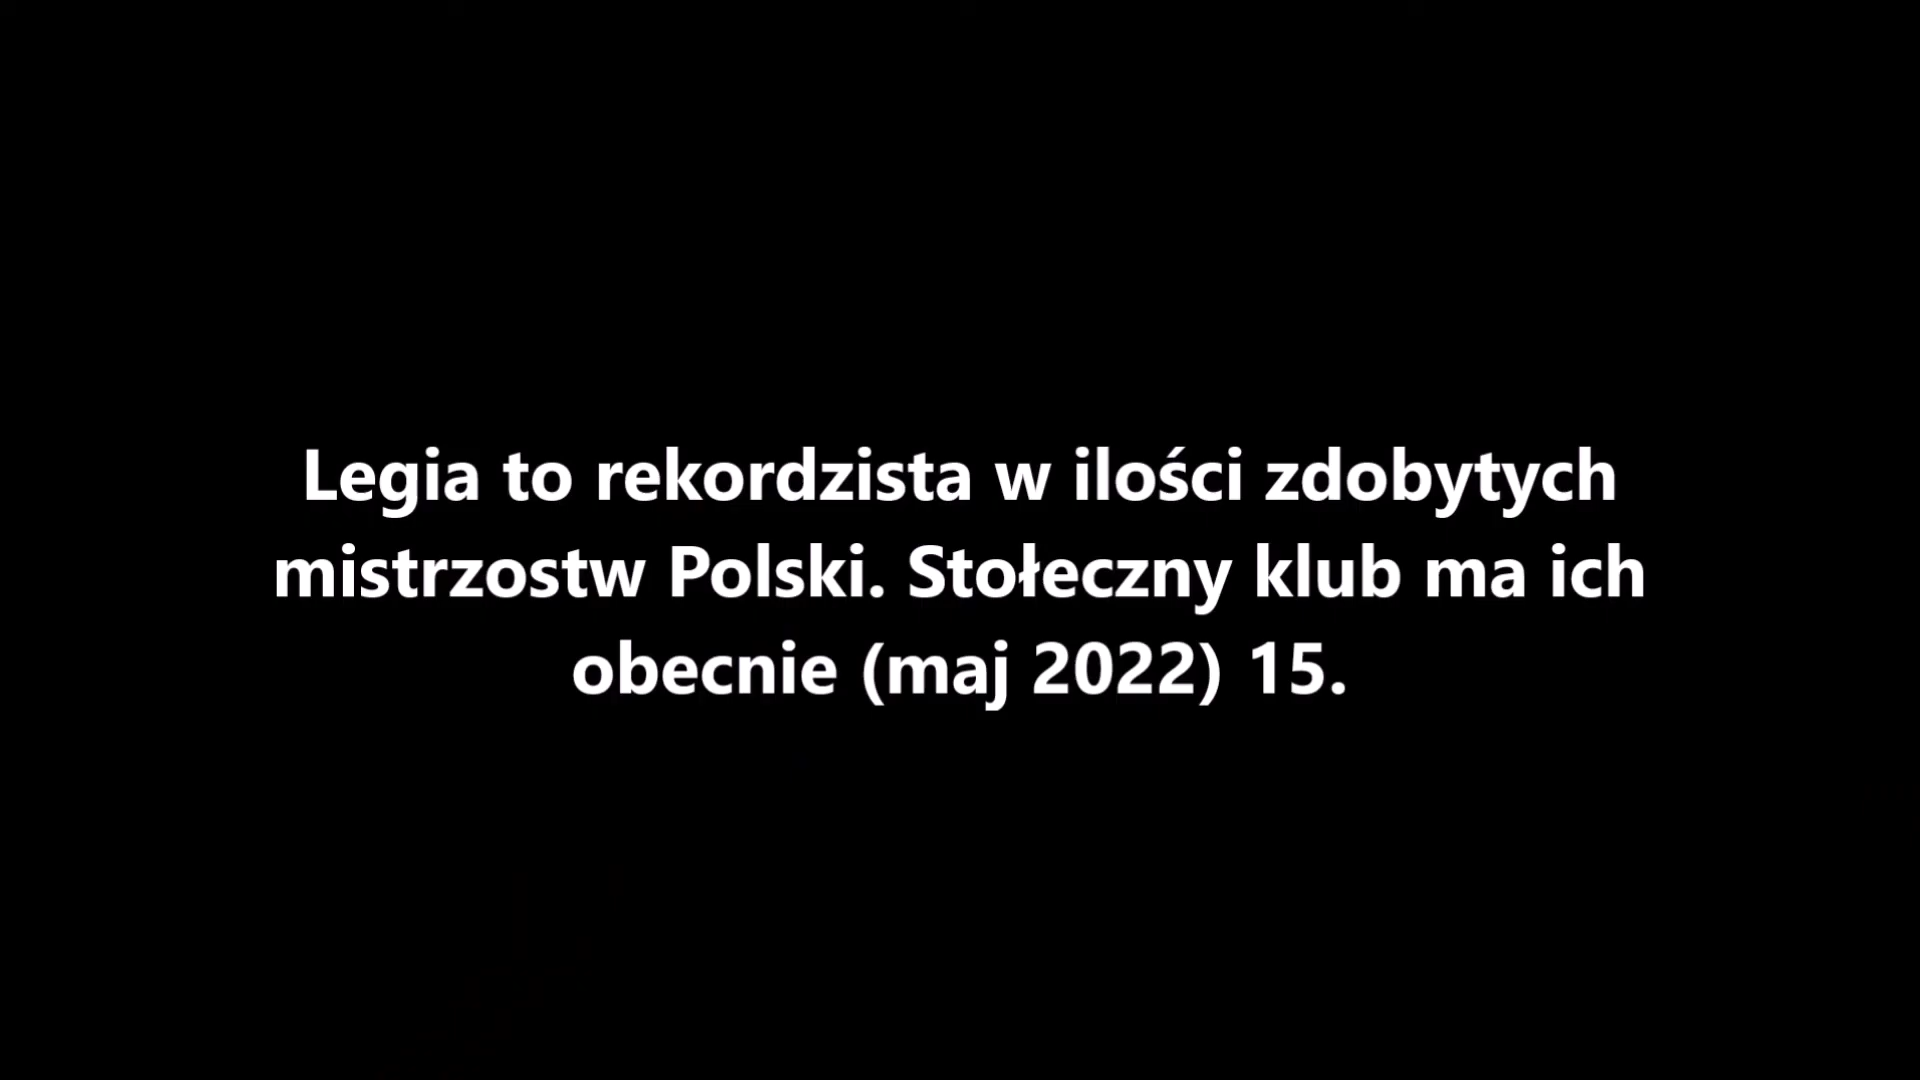 Legia to rekordzista w ilości zdobytych
mistrzostw Polski. Stołeczny klub ma ich
obecnie (maj 2022) 15.